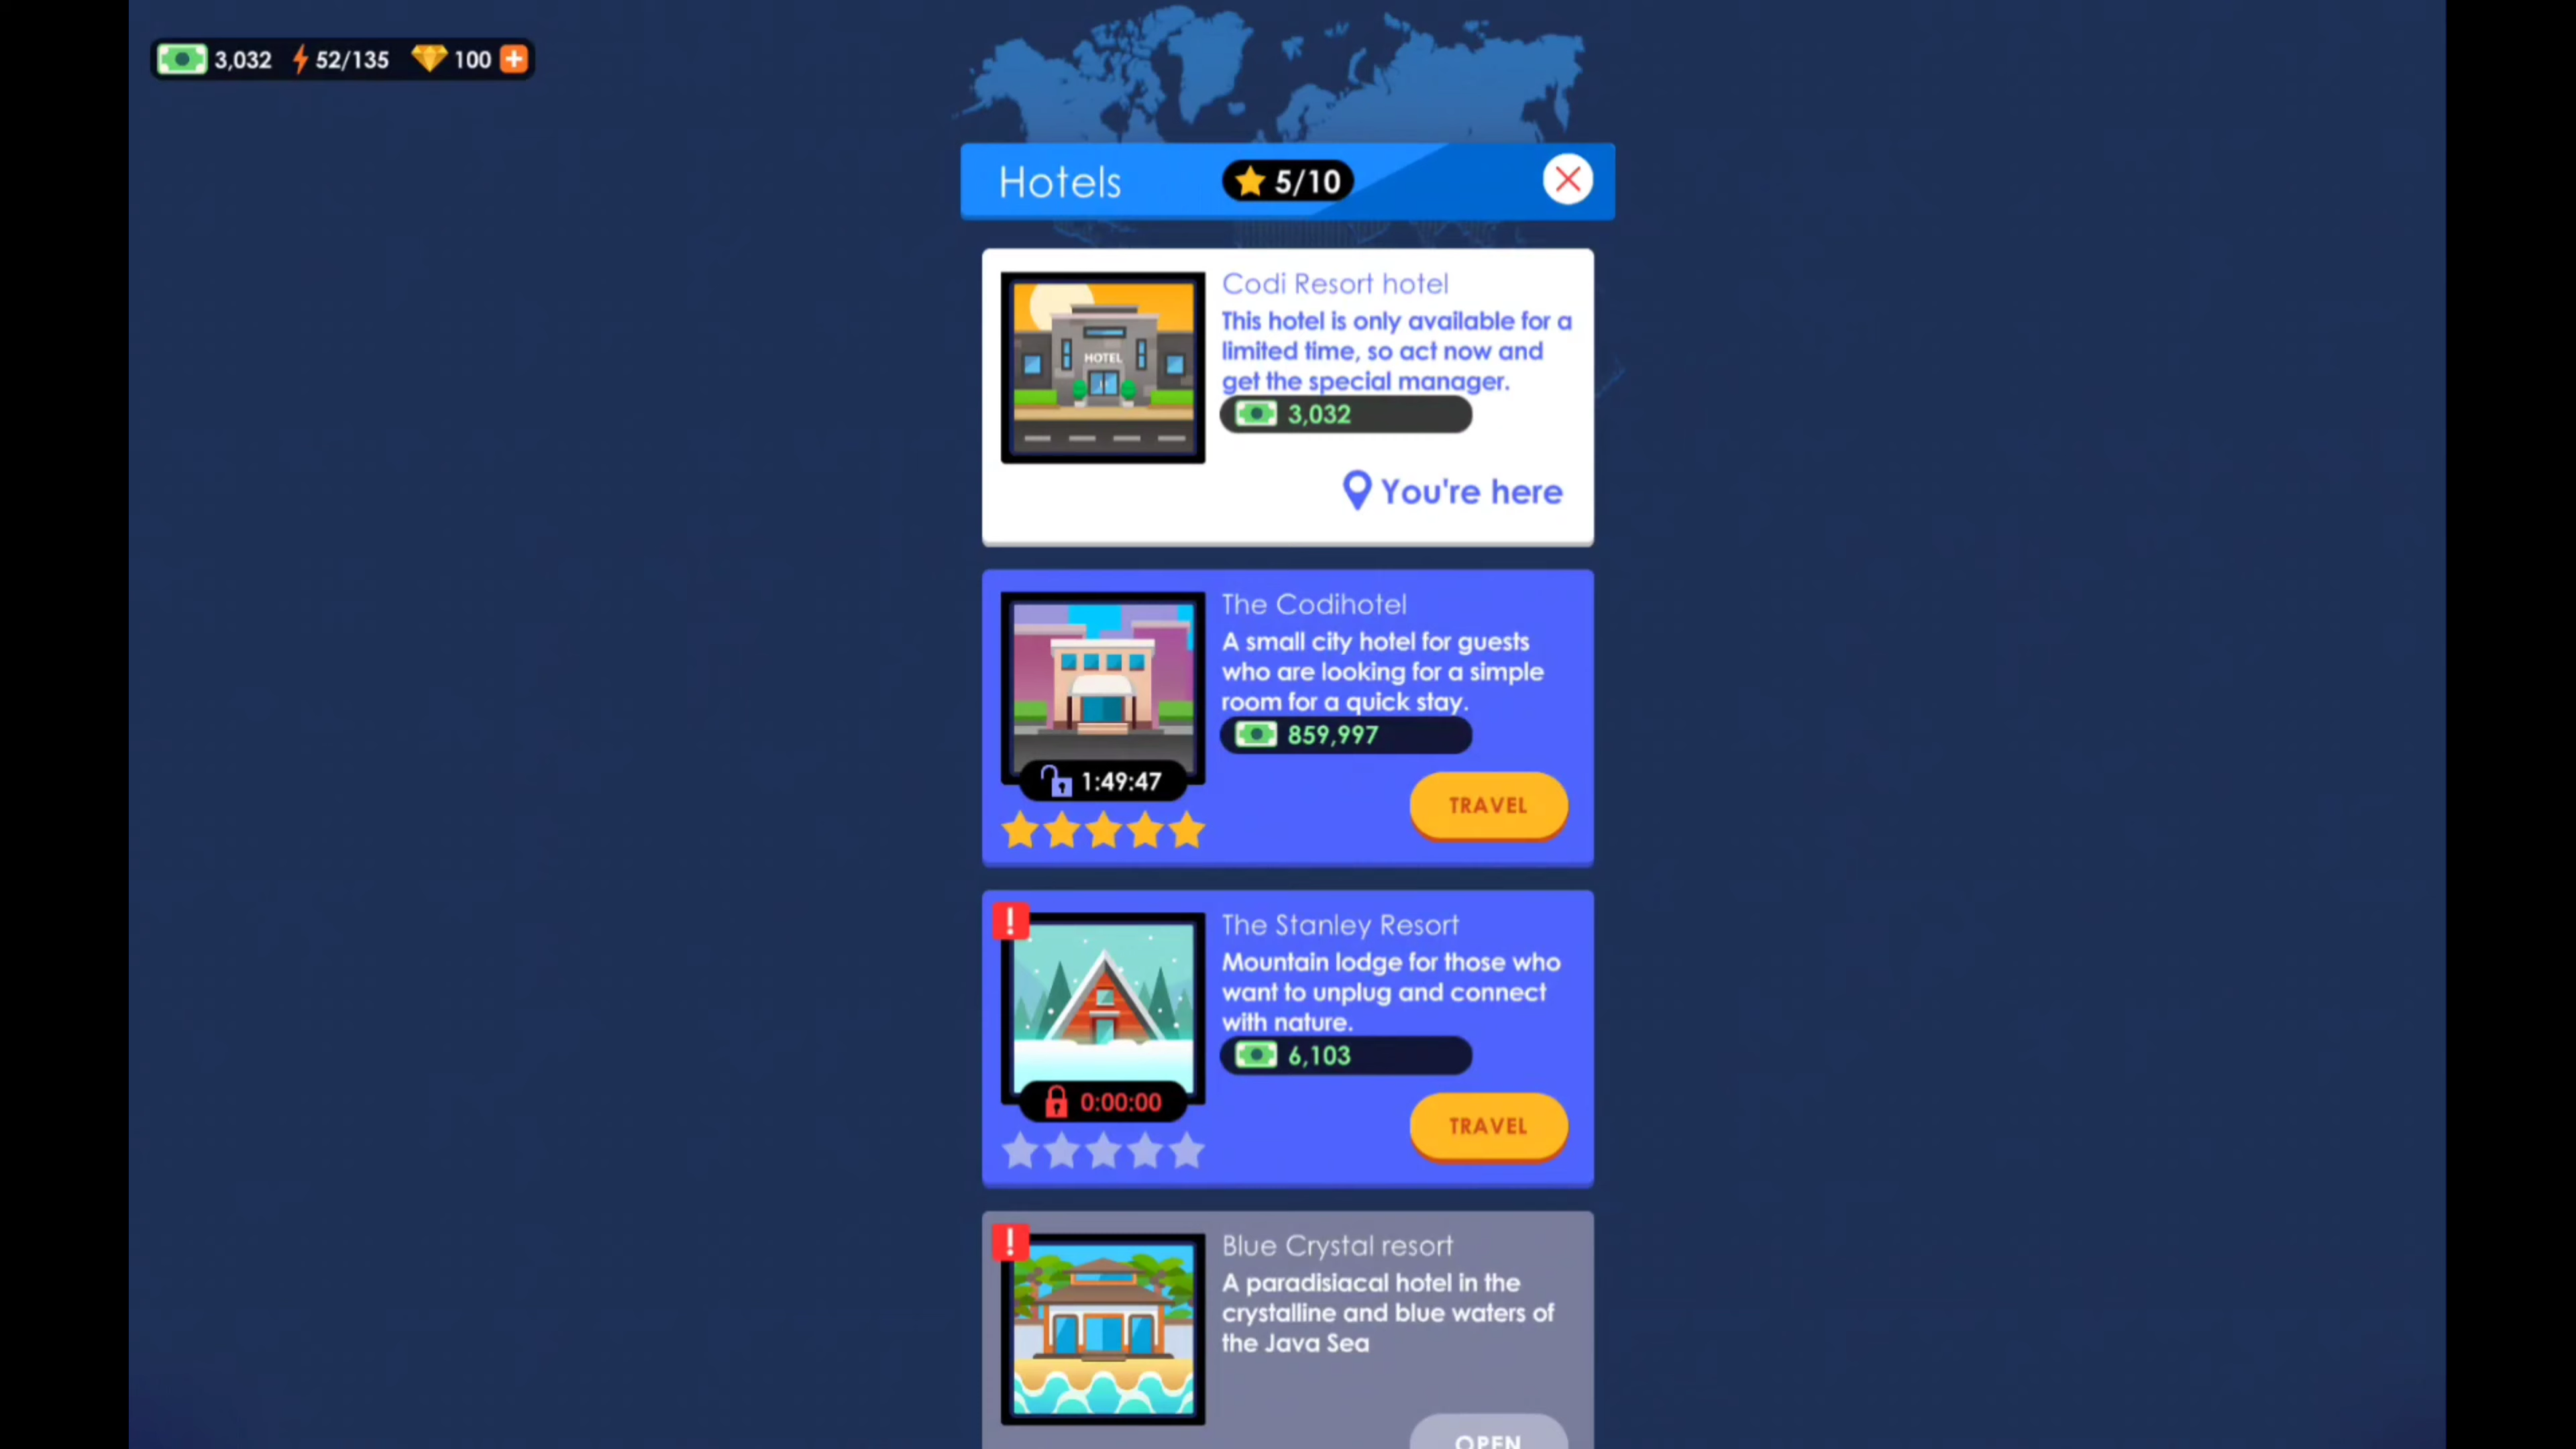 3,032 52/135 100
Hotels 5/10
Codi Resort hotel
This hotel is only available for a
limited time, so act now and
get the special manager.
HOTEL
3,032
You're here
The Codihotel
A small city hotel for guests
who are looking for a simple
room for a quick stay.
859,997
1:49:47
TRAVEL
!
The Stanley Resort
Mountain lodge for those who
want to unplug and connect
with nature.
6,103
0:00:00
TRAVEL
!
Blue Crystal resort
A paradisiacal hotel in the
crystalline and blue waters of
the Java Sea
OPEN